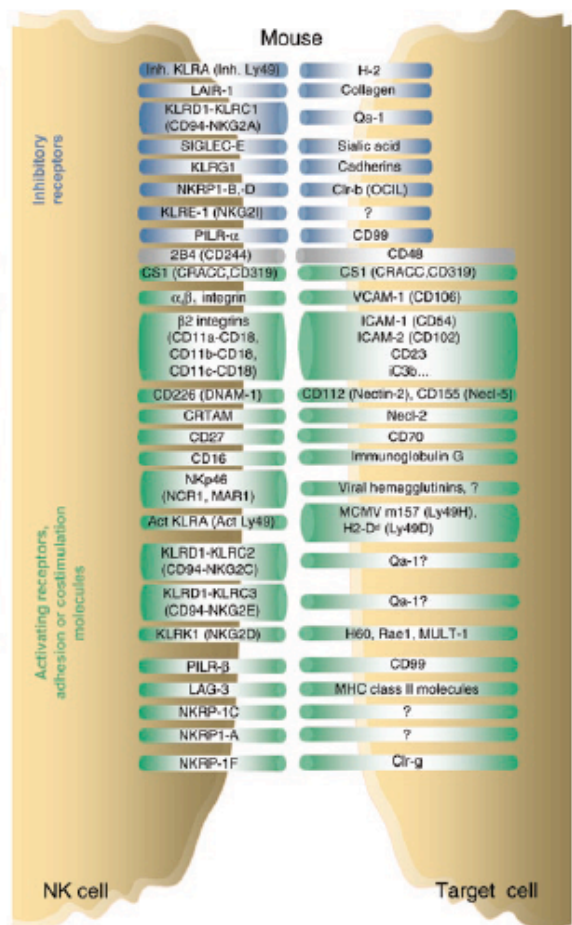 Mouse
Inh. KLRA (Inh. Ly49) H-2
LAIR-1 Collagen
KLRD1-KLRC1
(CD94-NKG2A) Qa-1
SIGLEC-E Sialic acid
KLRG1 Cadherins
NKRP1-B,-D Clr-b (OCIL)
KLRE-1 (NKG2I) ?
PILR-α CD99
Inhibitory
receptors
2B4 (CD244) CD48
CS1 (CRACC,CD319) CS1 (CRACC,CD319)
α,β, integrin VCAM-1 (CD106)
β2 integrins
(CD11a-CD18,
CD11b-CD18,
CD11c-CD18)
ICAM-1 (CD54)
ICAM-2 (CD102)
CD23
iC3b...
CD226 (DNAM-1) CD112 (Nectin-2), CD155 (Necl-5)
CRTAM Necl-2
CD27 CD70
CD16 Immunoglobulin G
NKp46
(NCR1, MAR1) Viral hemagglutinins, ?
Act KLRA (Act Ly49)
MCMV m157 (Ly49H),
H2-Dᵈ (Ly49D)
KLRD1-KLRC2
(CD94-NKG2C) Qa-1?
KLRD1-KLRC3
(CD94-NKG2E) Qa-1?
KLRK1 (NKG2D) H60, Rae1, MULT-1
PILR-β CD99
LAG-3 MHC class II molecules
NKRP-1C ?
NKRP1-A ?
NKRP-1F Clr-g
Activating receptors,
adhesion or costimulation
molecules
NK cell Target cell